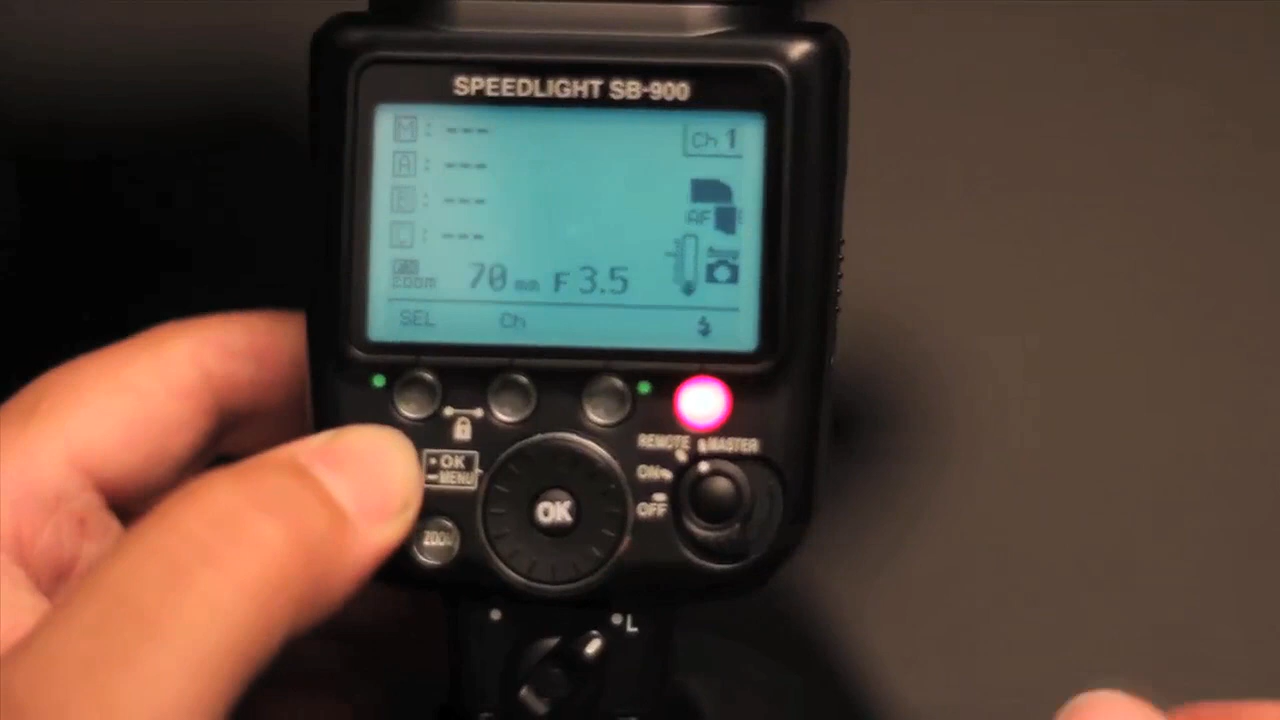 SPEEDLIGHT SB-900
M : ---
Ch 1
A : ---
B : ---
AF
C : ---
ZOOM 70 mm F 3.5
SEL Ch
REMOTE MASTER
OK
MENU
ON
OK
OFF
ZOOM
L